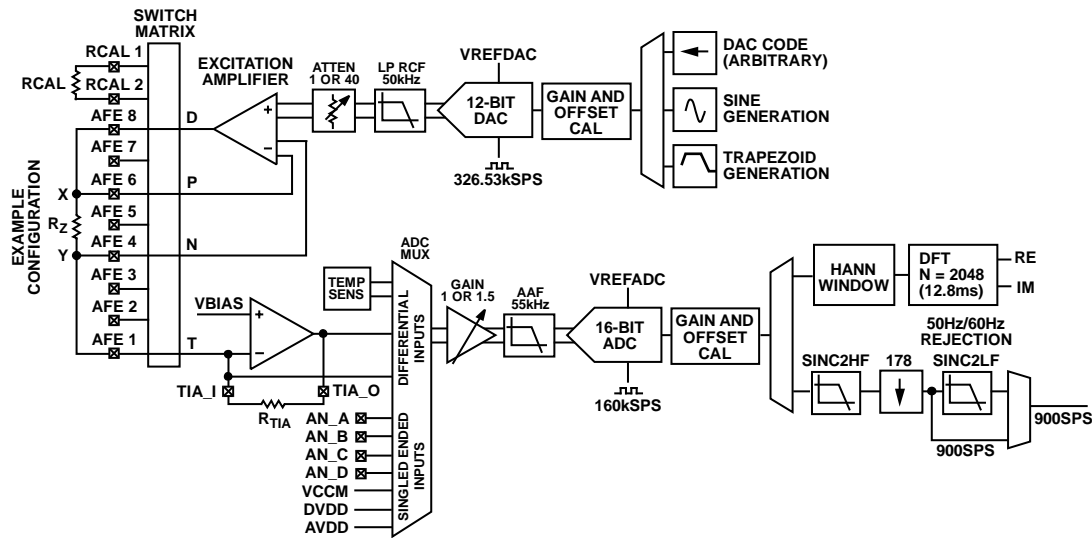 SWITCH
MATRIX
RCAL 1
RCAL
RCAL 2
AFE 8
AFE 7
AFE 6
AFE 5
AFE 4
AFE 3
AFE 2
AFE 1
X
RZ
Y
EXAMPLE
CONFIGURATION
D
P
N
T
EXCITATION
AMPLIFIER
+
–
–
ATTEN
1 OR 40
LP RCF
50kHz
VREFDAC
12-BIT
DAC
326.53kSPS
GAIN AND
OFFSET
CAL
DAC CODE
(ARBITRARY)
SINE
GENERATION
TRAPEZOID
GENERATION
VBIAS
+
–
TIA_I
TIA_O
RTIA
TEMP
SENS
ADC
MUX
DIFFERENTIAL
INPUTS
SINGLED ENDED
INPUTS
AN_A
AN_B
AN_C
AN_D
VCCM
DVDD
AVDD
GAIN
1 OR 1.5
AAF
55kHz
VREFADC
16-BIT
ADC
160kSPS
GAIN AND
OFFSET
CAL
HANN
WINDOW
DFT
N = 2048
(12.8ms)
RE
IM
50Hz/60Hz
REJECTION
SINC2HF
178
SINC2LF
900SPS
900SPS